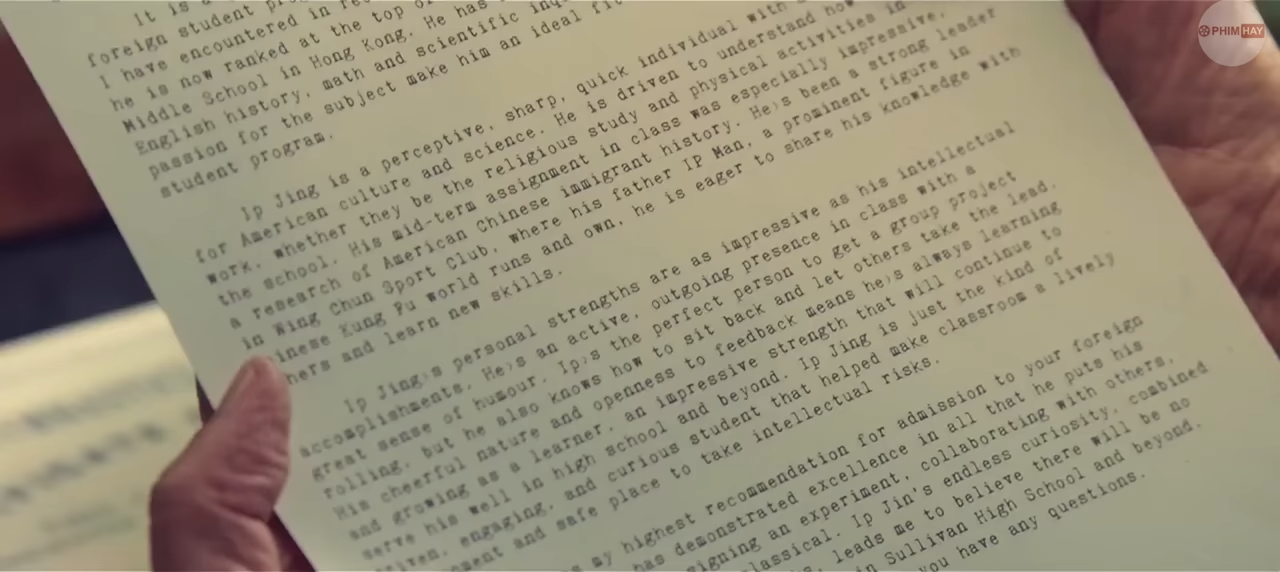 It is a
foreign student pro
I have encountered in re
he is now ranked at the top o
Middle School in Hong Kong. He has
English history, math and scientific inq
passion for the subject make him an ideal fi
student program.
Ip Jing is a perceptive, sharp, quick individual with
for American culture and science. He is driven to understand how
work, whether they be the religious study and physical activities in
the school. His mid-term assignment in class was especially impressive,
a research of American Chinese immigrant history. He›s been a strong leader
in Wing Chun Sport Club, where his father IP Man, a prominent figure in
inese Kung Fu world runs and own, he is eager to share his knowledge with
hers and learn new skills.
Ip Jing›s personal strengths are as impressive as his intellectual
accomplishments. He›s an active, outgoing presence in class with a
great sense of humour. Ip›s the perfect person to get a group project
rolling, but he also knows how to sit back and let others take the lead.
His cheerful nature and openness to feedback means he›s always learning
and growing as a learner, an impressive strength that will continue to
serve his well in high school and beyond. Ip Jing is just the kind of
riven, engaging, and curious student that helped make classroom a lively
nment and safe place to take intellectual risks.
s my highest recommendation for admission to your foreign
has demonstrated excellence in all that he puts his
signing an experiment, collaborating with others,
lassical. Ip Jin's endless curiosity, combined
, leads me to believe there will be no
in Sullivan High School and beyond.
you have any questions.
PHIMHAY